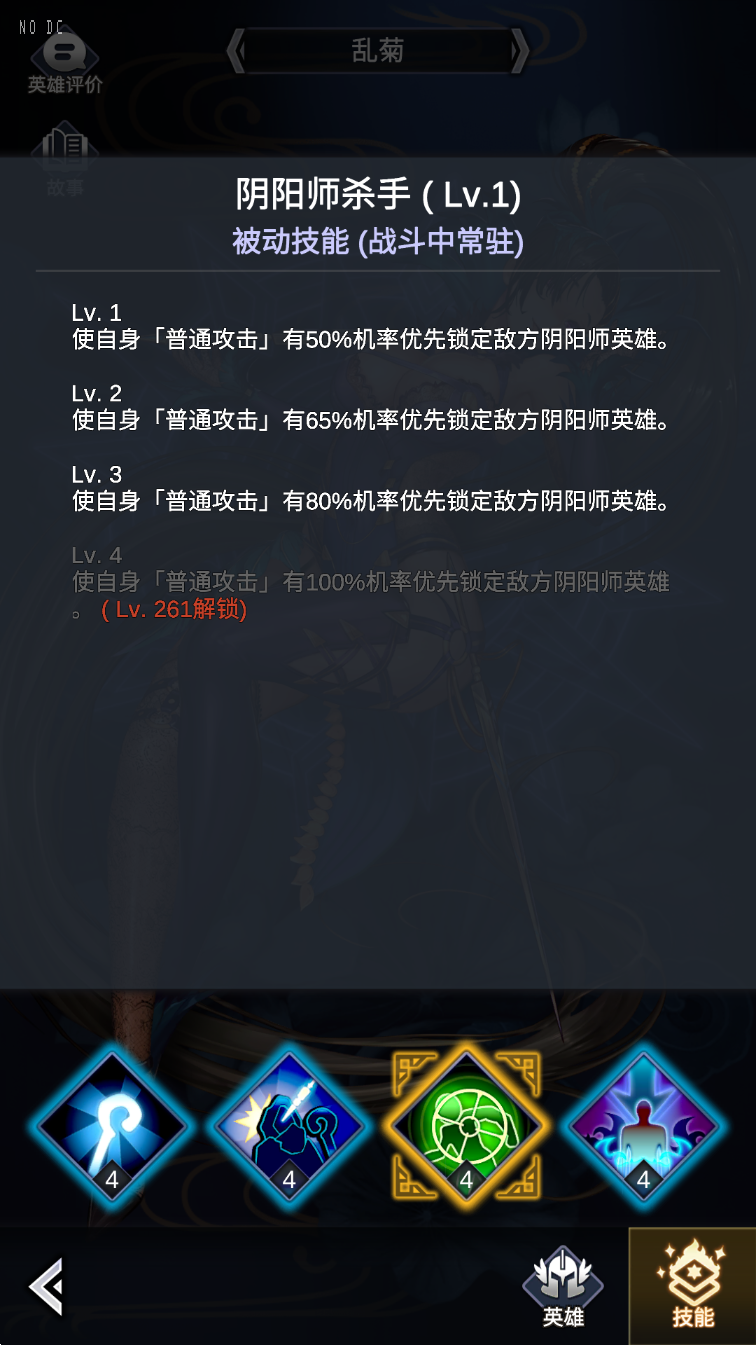 NO DC
乱菊
英雄评价
故事
阴阳师杀手 ( Lv.1)
被动技能 (战斗中常驻)
Lv. 1
使自身「普通攻击」有50%机率优先锁定敌方阴阳师英雄。
Lv. 2
使自身「普通攻击」有65%机率优先锁定敌方阴阳师英雄。
Lv. 3
使自身「普通攻击」有80%机率优先锁定敌方阴阳师英雄。
Lv. 4
使自身「普通攻击」有100%机率优先锁定敌方阴阳师英雄
。 ( Lv. 261解锁)
4
4
4
4
英雄
技能